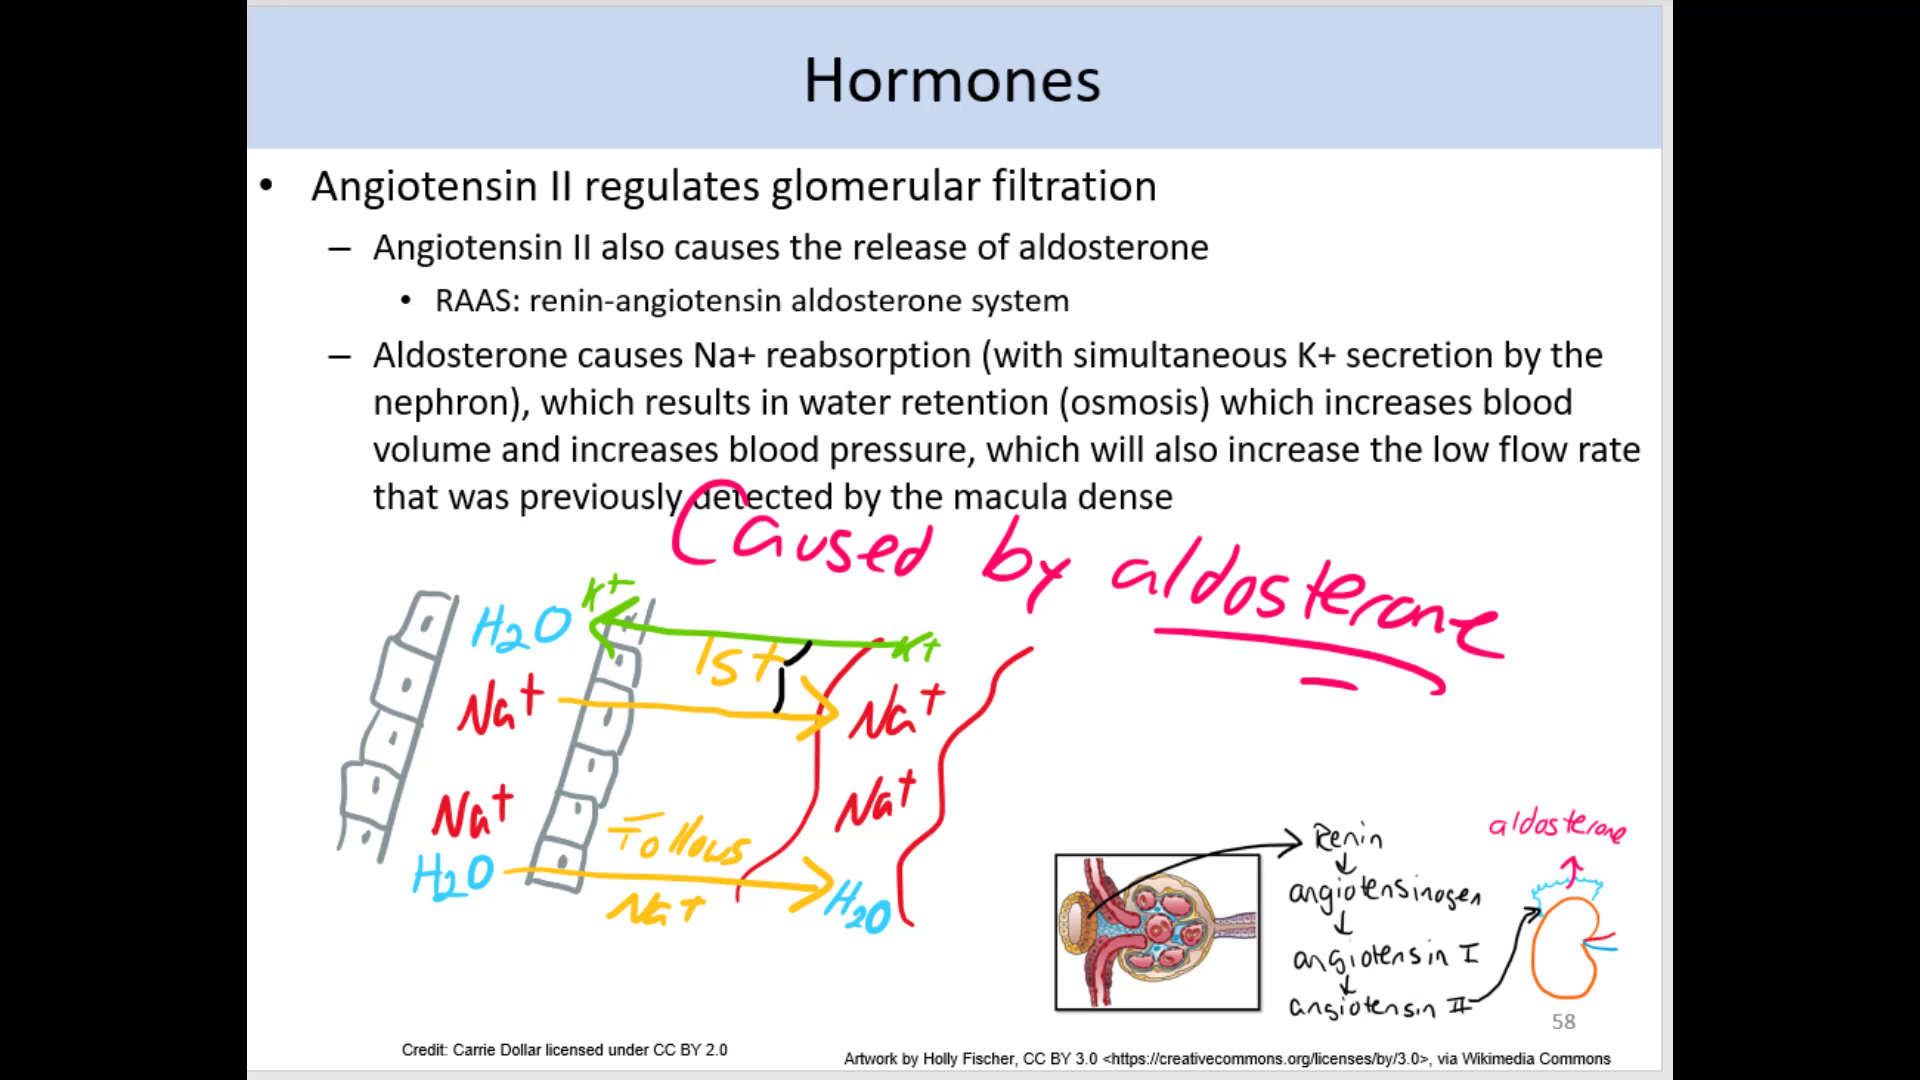 Hormones
• Angiotensin II regulates glomerular filtration
– Angiotensin II also causes the release of aldosterone
• RAAS: renin-angiotensin aldosterone system
– Aldosterone causes Na+ reabsorption (with simultaneous K+ secretion by the
nephron), which results in water retention (osmosis) which increases blood
volume and increases blood pressure, which will also increase the low flow rate
that was previously detected by the macula dense
Caused by aldosterone
K+
H2O
1st
K+
Na+
Na+
Na+
Na+
Follows
H2O
Na+
H2O
Renin
angiotensinogen
angiotensin I
angiotensin II
aldosterone
58
Credit: Carrie Dollar licensed under CC BY 2.0
Artwork by Holly Fischer, CC BY 3.0 <https://creativecommons.org/licenses/by/3.0>, via Wikimedia Commons